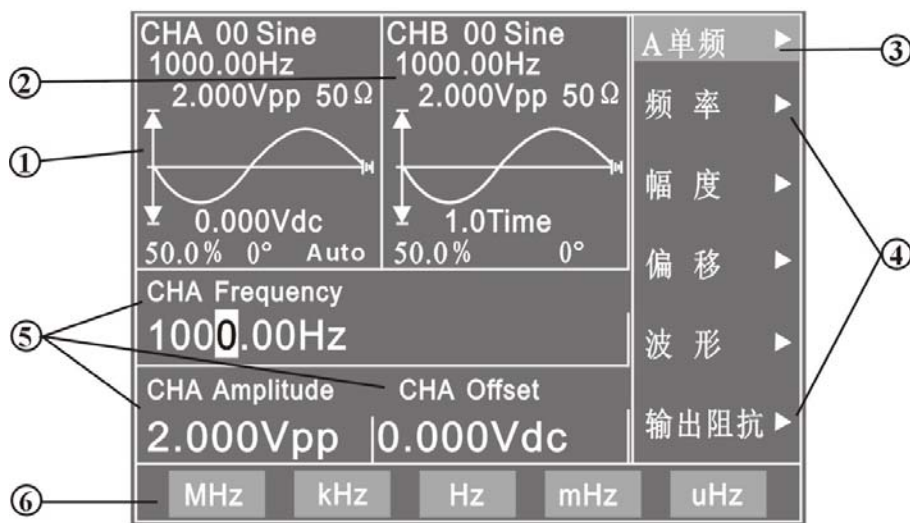 CHA 00 Sine
1000.00Hz
2.000Vpp 50Ω
0.000Vdc
50.0% 0° Auto
CHB 00 Sine
1000.00Hz
2.000Vpp 50Ω
1.0Time
50.0% 0°
A单频
频率
幅度
偏移
波形
输出阻抗
CHA Frequency
1000.00Hz
CHA Amplitude
2.000Vpp
CHA Offset
0.000Vdc
MHz kHz Hz mHz uHz
①
②
③
④
⑤
⑥